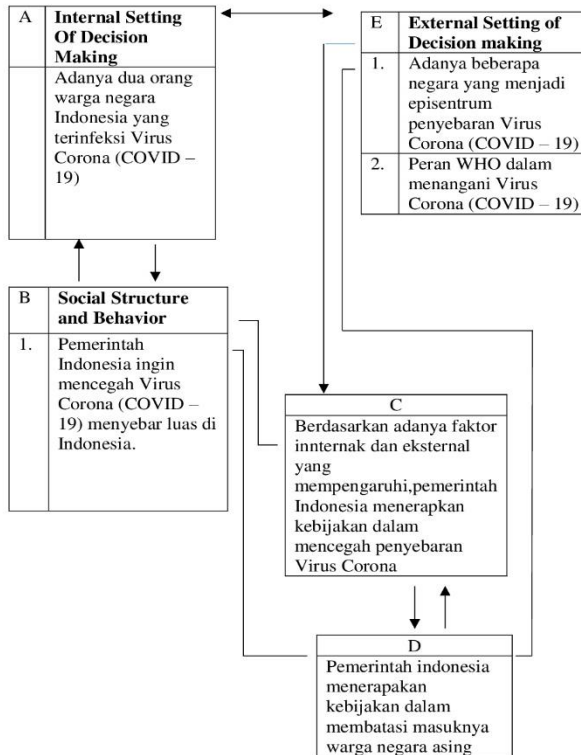 A Internal Setting
Of Decision
Making
Adanya dua orang
warga negara
Indonesia yang
terinfeksi Virus
Corona (COVID –
19)
E External Setting of
Decision making
1. Adanya beberapa
negara yang menjadi
episentrum
penyebaran Virus
Corona (COVID – 19)
2. Peran WHO dalam
menangani Virus
Corona (COVID – 19)
B Social Structure
and Behavior
1. Pemerintah
Indonesia ingin
mencegah Virus
Corona (COVID –
19) menyebar luas di
Indonesia.
C
Berdasarkan adanya faktor
innternak dan eksternal
yang
mempengaruhi,pemerintah
Indonesia menerapkan
kebijakan dalam
mencegah penyebaran
Virus Corona
D
Pemerintah indonesia
menerapakan
kebijakan dalam
membatasi masuknya
warga negara asing